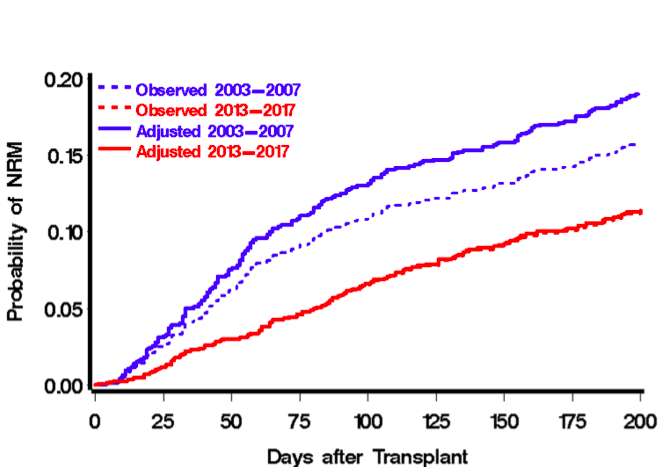 0.20
Observed 2003–2007
Observed 2013–2017
Adjusted 2003–2007
Adjusted 2013–2017
0.15
0.10
0.05
0.00
Probability of NRM
0 25 50 75 100 125 150 175 200
Days after Transplant